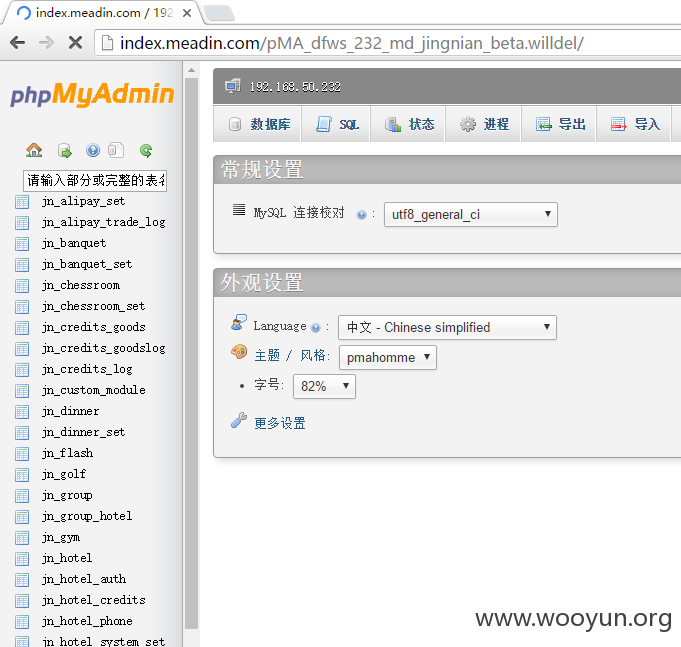 index.meadin.com / 192
index.meadin.com/pMA_dfws_232_md_jingnian_beta.willdel/
phpMyAdmin
请输入部分或完整的表名
jn_alipay_set
jn_alipay_trade_log
jn_banquet
jn_banquet_set
jn_chessroom
jn_chessroom_set
jn_credits_goods
jn_credits_goodslog
jn_credits_log
jn_custom_module
jn_dinner
jn_dinner_set
jn_flash
jn_golf
jn_group
jn_group_hotel
jn_gym
jn_hotel
jn_hotel_auth
jn_hotel_credits
jn_hotel_phone
jn_hotel_system_set
192.168.50.232
数据库 SQL 状态 进程 导出 导入
常规设置
MySQL 连接校对 : utf8_general_ci
外观设置
Language : 中文 - Chinese simplified
主题 / 风格: pmahomme
字号: 82%
更多设置
www.wooyun.org